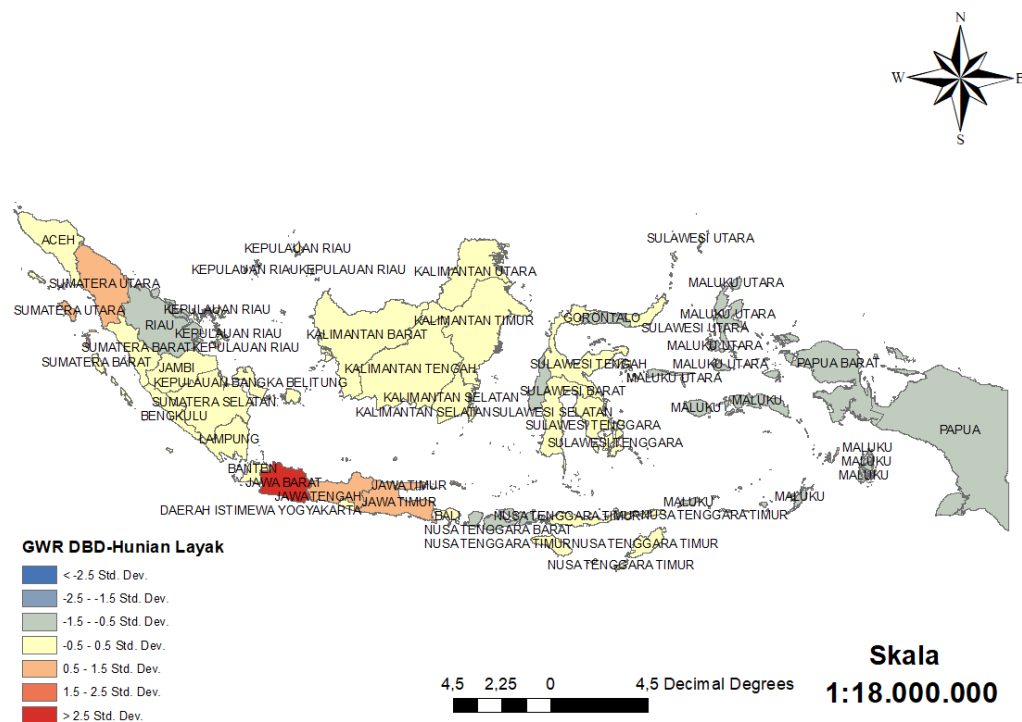 N
W
E
S
SULAWESI UTARA
ACEH
KEPULAUAN RIAU
KEPULAUAN RIAU
KEPULAUAN RIAU
KALIMANTAN UTARA
SUMATERA UTARA
MALUKU UTARA
SUMATERA UTARA
KEPULAUAN RIAU
GORONTALO
MALUKU UTARA
RIAU
KEPULAUAN RIAU
KALIMANTAN BARAT
KALIMANTAN TIMUR
SULAWESI UTARA
SUMATERA BARAT
KEPULAUAN RIAU
MALUKU UTARA
SUMATERA BARAT
JAMBI
KALIMANTAN TENGAH
SULAWESI TENGAH
MALUKU UTARA
PAPUA BARAT
MALUKU UTARA
KEPULAUAN BANGKA BELITUNG
SULAWESI BARAT
SUMATERA SELATAN
KALIMANTAN SELATAN
MALUKU
MALUKU
BENGKULU
KALIMANTAN SELATAN
SULAWESI SELATAN
SULAWESI TENGGARA
PAPUA
LAMPUNG
SULAWESI TENGGARA
MALUKU
MALUKU
MALUKU
BANTEN
JAWA BARAT
JAWA TIMUR
JAWA TENGAH
JAWA TIMUR
MALUKU
MALUKU
DAERAH ISTIMEWA YOGYAKARTA
BALI
NUSA TENGGARA TIMUR
NUSA TENGGARA TIMUR
NUSA TENGGARA BARAT
NUSA TENGGARA TIMUR
NUSA TENGGARA TIMUR
NUSA TENGGARA TIMUR
GWR DBD-Hunian Layak
< -2.5 Std. Dev.
-2.5 - -1.5 Std. Dev.
-1.5 - -0.5 Std. Dev.
-0.5 - 0.5 Std. Dev.
0.5 - 1.5 Std. Dev.
1.5 - 2.5 Std. Dev.
> 2.5 Std. Dev.
4,5 2,25 0 4,5 Decimal Degrees
Skala
1:18.000.000